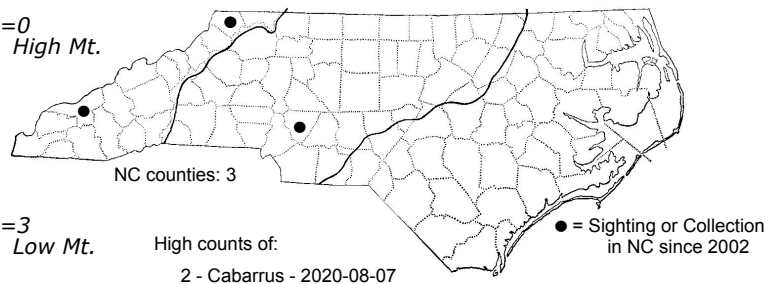 =0
High Mt.
NC counties: 3
=3
Low Mt.
High counts of:
2 - Cabarrus - 2020-08-07
● = Sighting or Collection
in NC since 2002